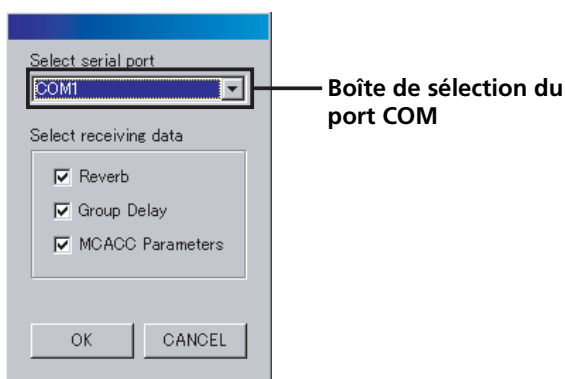 Select serial port
COM1
Boîte de sélection du
port COM
Select receiving data
Reverb
Group Delay
MCACC Parameters
OK
CANCEL